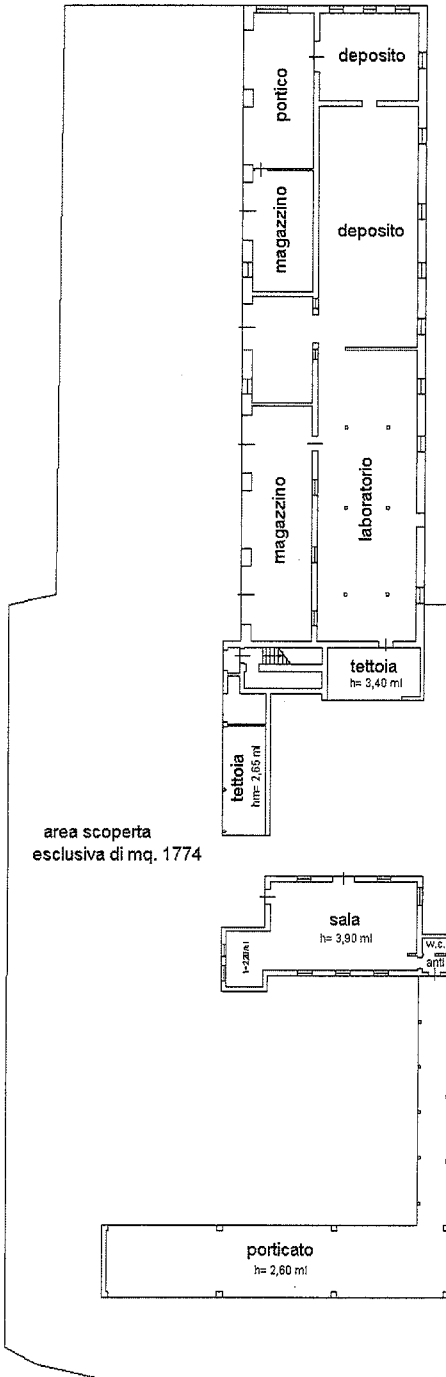 deposito
portico
magazzino
deposito
magazzino
laboratorio
tettoia
h= 3,40 ml
tettoia
hm= 2,65 ml
area scoperta
esclusiva di mq. 1774
sala
h= 3,90 ml
w.c.
anti
porticato
h= 2,60 ml